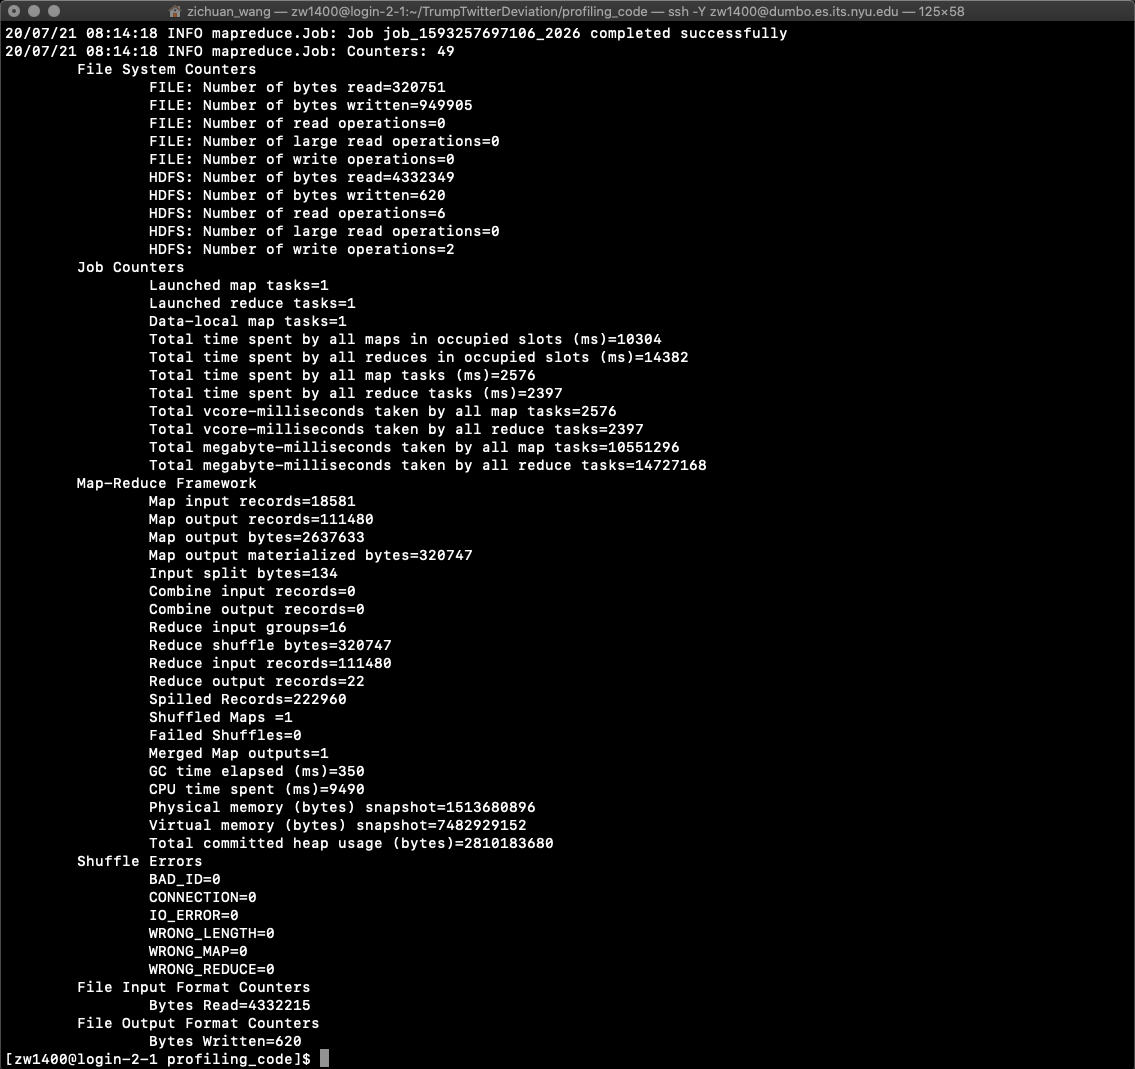 zichuan_wang — zw1400@login-2-1:~/TrumpTwitterDeviation/profiling_code — ssh -Y zw1400@dumbo.es.its.nyu.edu — 125×58
20/07/21 08:14:18 INFO mapreduce.Job: Job job_1593257697106_2026 completed successfully
20/07/21 08:14:18 INFO mapreduce.Job: Counters: 49
File System Counters
FILE: Number of bytes read=320751
FILE: Number of bytes written=949905
FILE: Number of read operations=0
FILE: Number of large read operations=0
FILE: Number of write operations=0
HDFS: Number of bytes read=4332349
HDFS: Number of bytes written=620
HDFS: Number of read operations=6
HDFS: Number of large read operations=0
HDFS: Number of write operations=2
Job Counters
Launched map tasks=1
Launched reduce tasks=1
Data-local map tasks=1
Total time spent by all maps in occupied slots (ms)=10304
Total time spent by all reduces in occupied slots (ms)=14382
Total time spent by all map tasks (ms)=2576
Total time spent by all reduce tasks (ms)=2397
Total vcore-milliseconds taken by all map tasks=2576
Total vcore-milliseconds taken by all reduce tasks=2397
Total megabyte-milliseconds taken by all map tasks=10551296
Total megabyte-milliseconds taken by all reduce tasks=14727168
Map-Reduce Framework
Map input records=18581
Map output records=111480
Map output bytes=2637633
Map output materialized bytes=320747
Input split bytes=134
Combine input records=0
Combine output records=0
Reduce input groups=16
Reduce shuffle bytes=320747
Reduce input records=111480
Reduce output records=22
Spilled Records=222960
Shuffled Maps =1
Failed Shuffles=0
Merged Map outputs=1
GC time elapsed (ms)=350
CPU time spent (ms)=9490
Physical memory (bytes) snapshot=1513680896
Virtual memory (bytes) snapshot=7482929152
Total committed heap usage (bytes)=2810183680
Shuffle Errors
BAD_ID=0
CONNECTION=0
IO_ERROR=0
WRONG_LENGTH=0
WRONG_MAP=0
WRONG_REDUCE=0
File Input Format Counters
Bytes Read=4332215
File Output Format Counters
Bytes Written=620
[zw1400@login-2-1 profiling_code]$